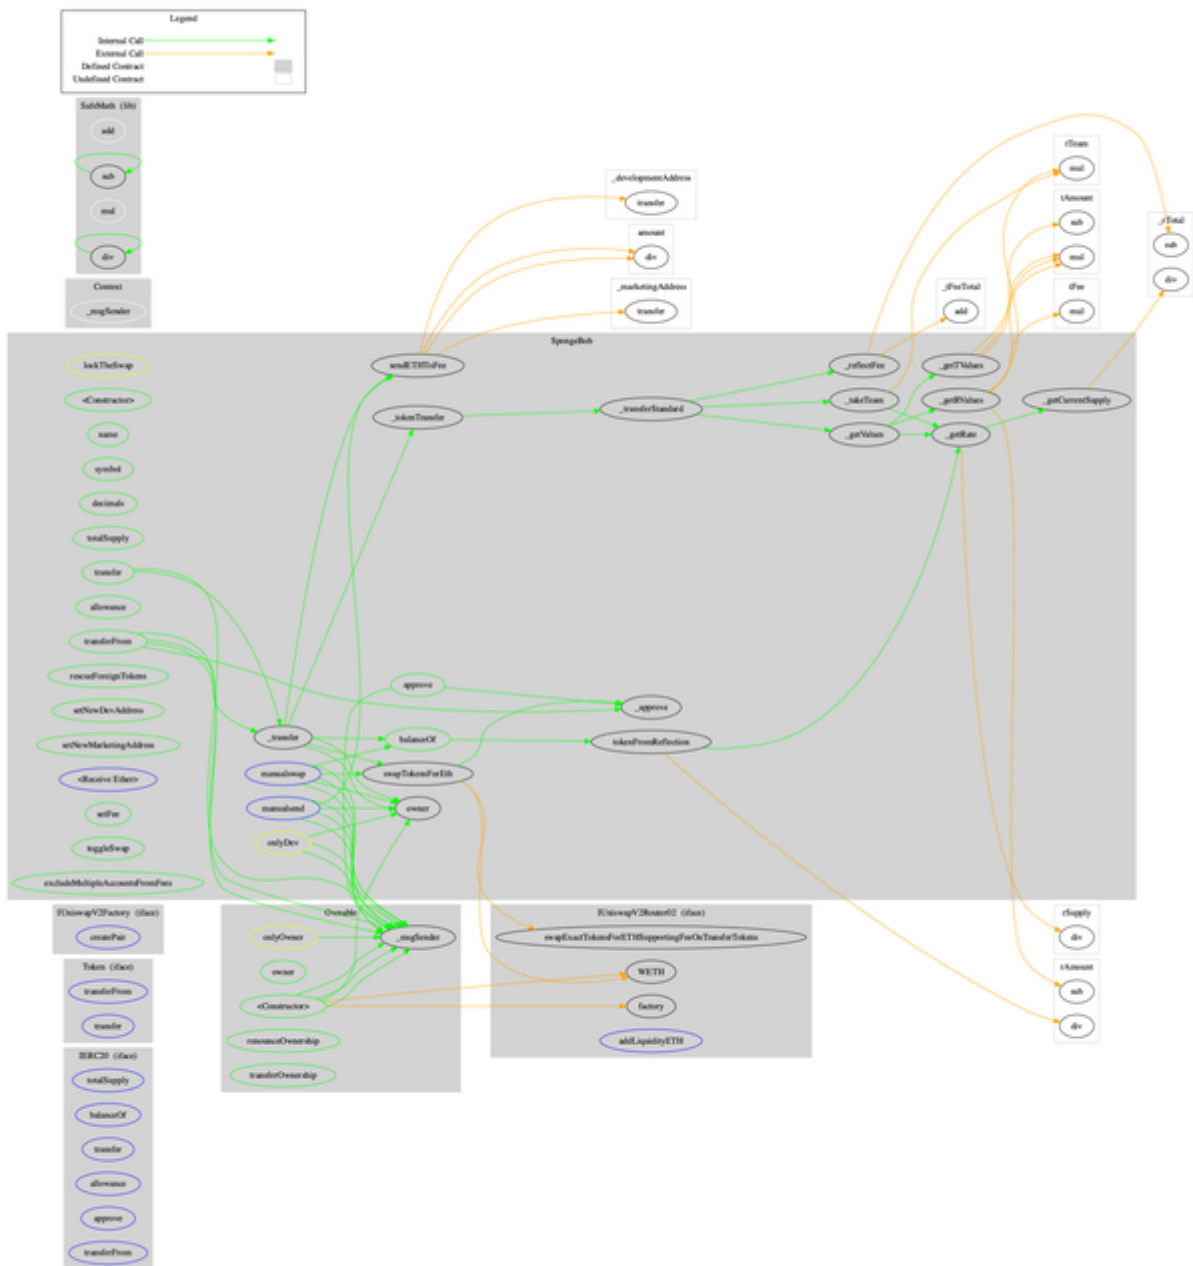 Legend
Internal Call
External Call
Defined Contract
Undefined Contract
SafeMath (lib)
add
sub
mul
div
Context
_msgSender
_developmentAddress
transfer
amount
div
_marketingAddress
transfer
_tFeeTotal
add
tTeam
mul
tAmount
sub
mul
tFee
mul
_tTotal
sub
div
SpongeBob
lockTheSwap
<Constructor>
name
symbol
decimals
totalSupply
transfer
allowance
transferFrom
rescueForeignTokens
setNewDevAddress
setNewMarketingAddress
<Receive Ether>
setFee
toggleSwap
excludeMultipleAccountsFromFees
_transfer
manualswap
manualsend
onlyDev
sendETHToFee
_tokenTransfer
approve
balanceOf
swapTokensForEth
owner
_transferStandard
_approve
tokenFromReflection
_reflectFee
_takeTeam
_getValues
_getTValues
_getRValues
_getRate
_getCurrentSupply
IUniswapV2Factory (iface)
createPair
Token (iface)
transferFrom
transfer
IERC20 (iface)
totalSupply
balanceOf
transfer
allowance
approve
transferFrom
Ownable
onlyOwner
owner
<Constructor>
renounceOwnership
transferOwnership
_msgSender
IUniswapV2Router02 (iface)
swapExactTokensForETHSupportingFeeOnTransferTokens
WETH
factory
addLiquidityETH
rSupply
div
rAmount
sub
div